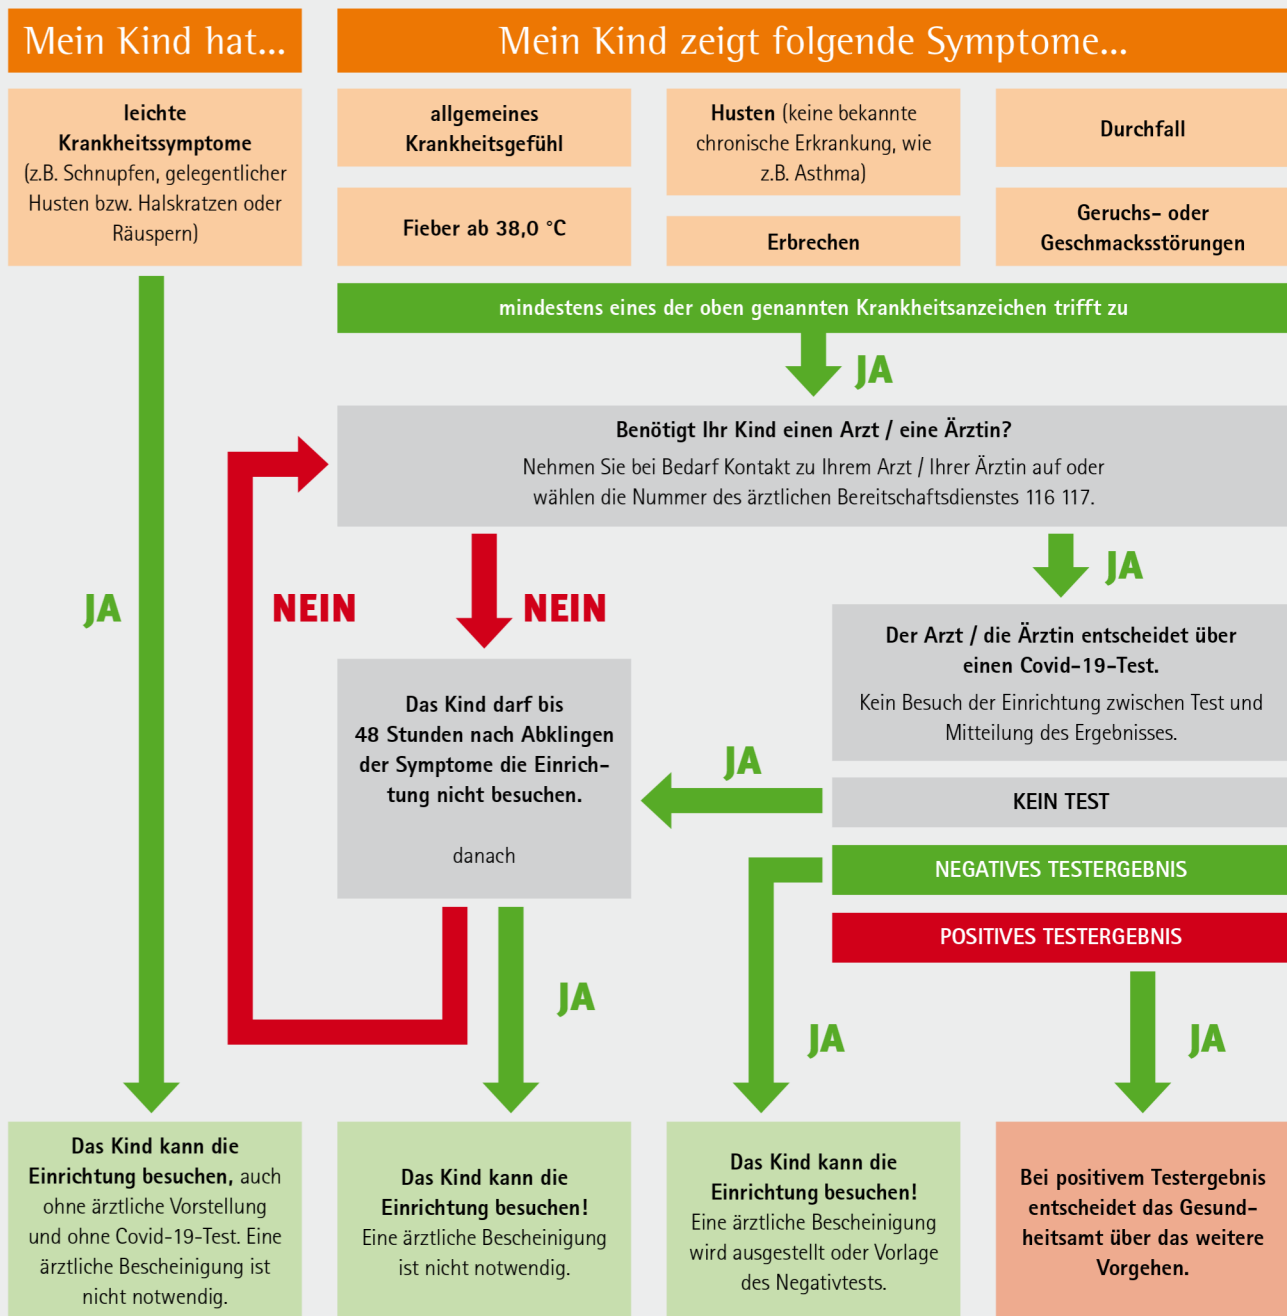 Mein Kind hat...
Mein Kind zeigt folgende Symptome...
leichte
Krankheitssymptome
(z.B. Schnupfen, gelegentlicher
Husten bzw. Halskratzen oder
Räuspern)
allgemeines
Krankheitsgefühl
Fieber ab 38,0 °C
Husten (keine bekannte
chronische Erkrankung, wie
z.B. Asthma)
Erbrechen
Durchfall
Geruchs- oder
Geschmacksstörungen
mindestens eines der oben genannten Krankheitsanzeichen trifft zu
JA
Benötigt Ihr Kind einen Arzt / eine Ärztin?
Nehmen Sie bei Bedarf Kontakt zu Ihrem Arzt / Ihrer Ärztin auf oder
wählen die Nummer des ärztlichen Bereitschaftsdienstes 116 117.
JA
NEIN
NEIN
JA
Der Arzt / die Ärztin entscheidet über
einen Covid-19-Test.
Kein Besuch der Einrichtung zwischen Test und
Mitteilung des Ergebnisses.
Das Kind darf bis
48 Stunden nach Abklingen
der Symptome die Einrich-
tung nicht besuchen.
danach
JA
KEIN TEST
NEGATIVES TESTERGEBNIS
POSITIVES TESTERGEBNIS
JA
JA
JA
Das Kind kann die
Einrichtung besuchen, auch
ohne ärztliche Vorstellung
und ohne Covid-19-Test. Eine
ärztliche Bescheinigung ist
nicht notwendig.
Das Kind kann die
Einrichtung besuchen!
Eine ärztliche Bescheinigung
ist nicht notwendig.
Das Kind kann die
Einrichtung besuchen!
Eine ärztliche Bescheinigung
wird ausgestellt oder Vorlage
des Negativtests.
Bei positivem Testergebnis
entscheidet das Gesund-
heitsamt über das weitere
Vorgehen.